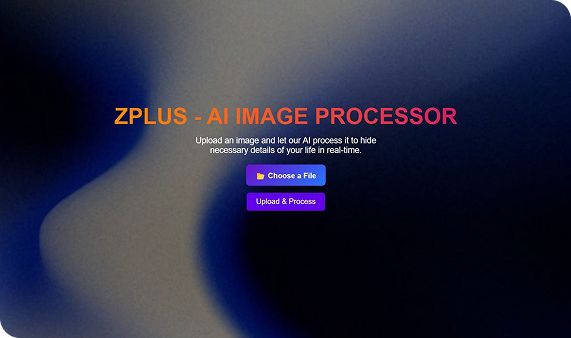 ZPLUS - AI IMAGE PROCESSOR
Upload an image and let our AI process it to hide
necessary details of your life in real-time.
Choose a File
Upload & Process